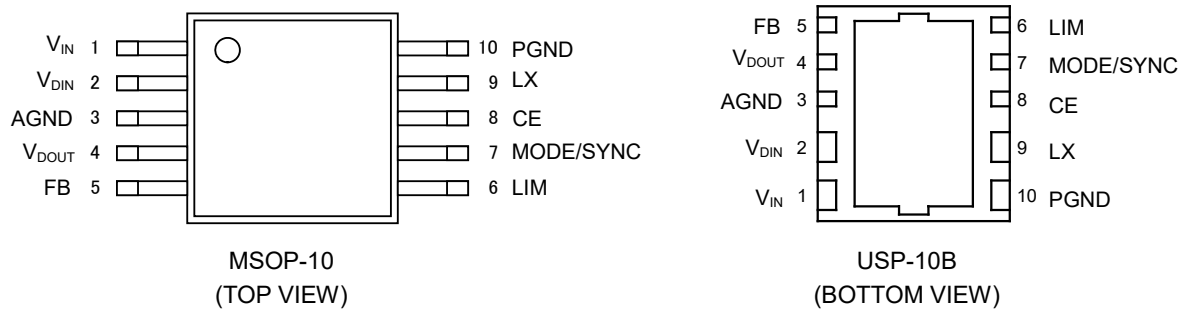 V_IN 1
V_DIN 2
AGND 3
V_DOUT 4
FB 5
10 PGND
9 LX
8 CE
7 MODE/SYNC
6 LIM
MSOP-10
(TOP VIEW)
FB 5
V_DOUT 4
AGND 3
V_DIN 2
V_IN 1
6 LIM
7 MODE/SYNC
8 CE
9 LX
10 PGND
USP-10B
(BOTTOM VIEW)